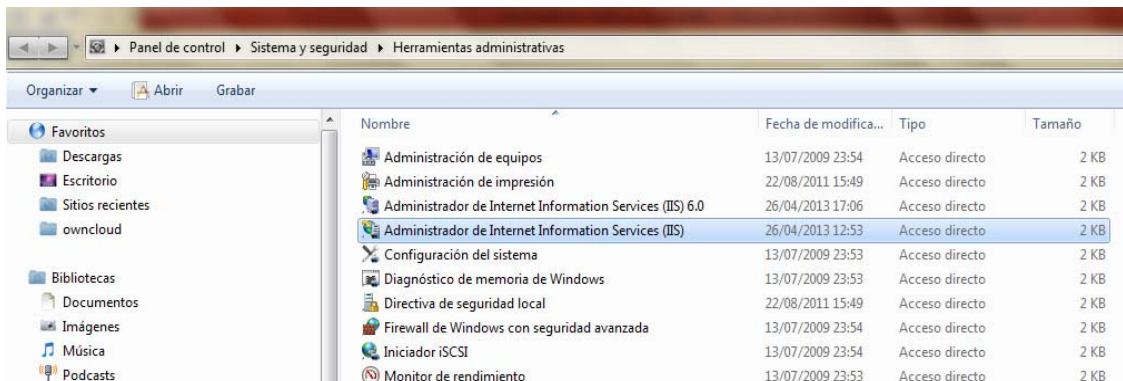 Panel de control ▸ Sistema y seguridad ▸ Herramientas administrativas
Organizar Abrir Grabar
Favoritos
Descargas
Escritorio
Sitios recientes
owncloud
Bibliotecas
Documentos
Imágenes
Música
Podcasts
Nombre Fecha de modifica... Tipo Tamaño
Administración de equipos 13/07/2009 23:54 Acceso directo 2 KB
Administración de impresión 22/08/2011 15:49 Acceso directo 2 KB
Administrador de Internet Information Services (IIS) 6.0 26/04/2013 17:06 Acceso directo 2 KB
Administrador de Internet Information Services (IIS) 26/04/2013 12:53 Acceso directo 2 KB
Configuración del sistema 13/07/2009 23:53 Acceso directo 2 KB
Diagnóstico de memoria de Windows 13/07/2009 23:53 Acceso directo 2 KB
Directiva de seguridad local 22/08/2011 15:49 Acceso directo 2 KB
Firewall de Windows con seguridad avanzada 13/07/2009 23:54 Acceso directo 2 KB
Iniciador iSCSI 13/07/2009 23:54 Acceso directo 2 KB
Monitor de rendimiento 13/07/2009 23:53 Acceso directo 2 KB